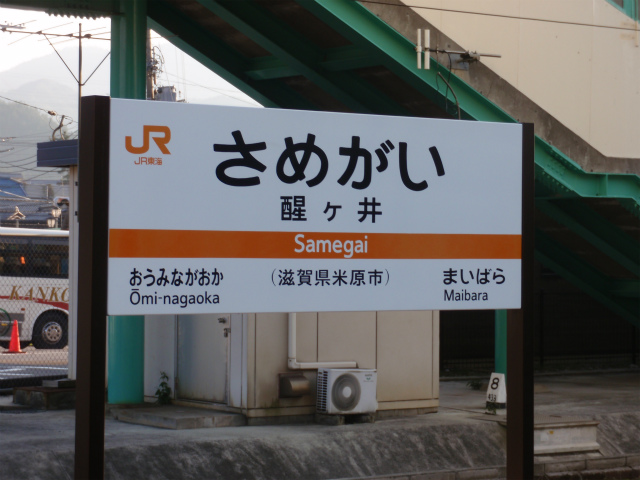 JR
JR東海
さめがい
醒ヶ井
Samegai
おうみながおか
Ōmi-nagaoka
（滋賀県米原市）
まいばら
Maibara
KANKO
8